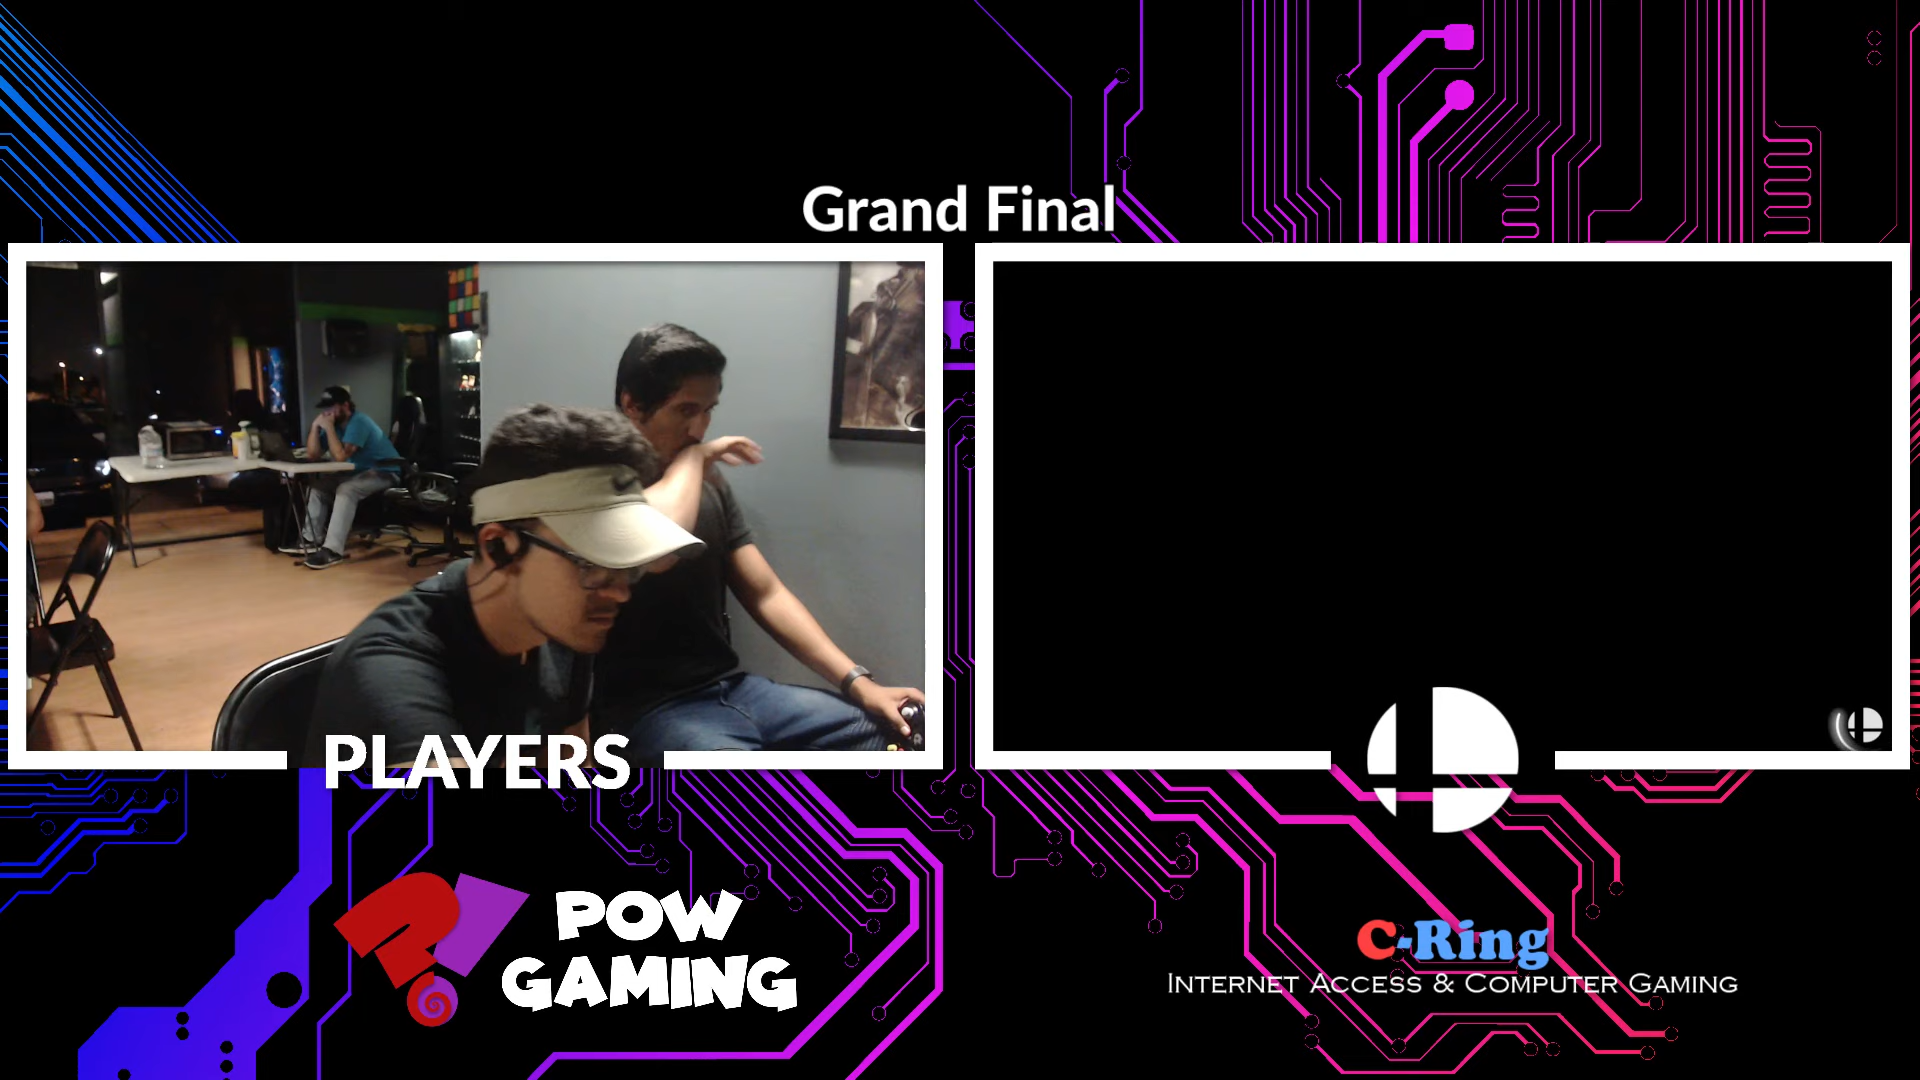 Grand Final
PLAYERS
POW
GAMING
C-Ring
Internet Access & Computer Gaming